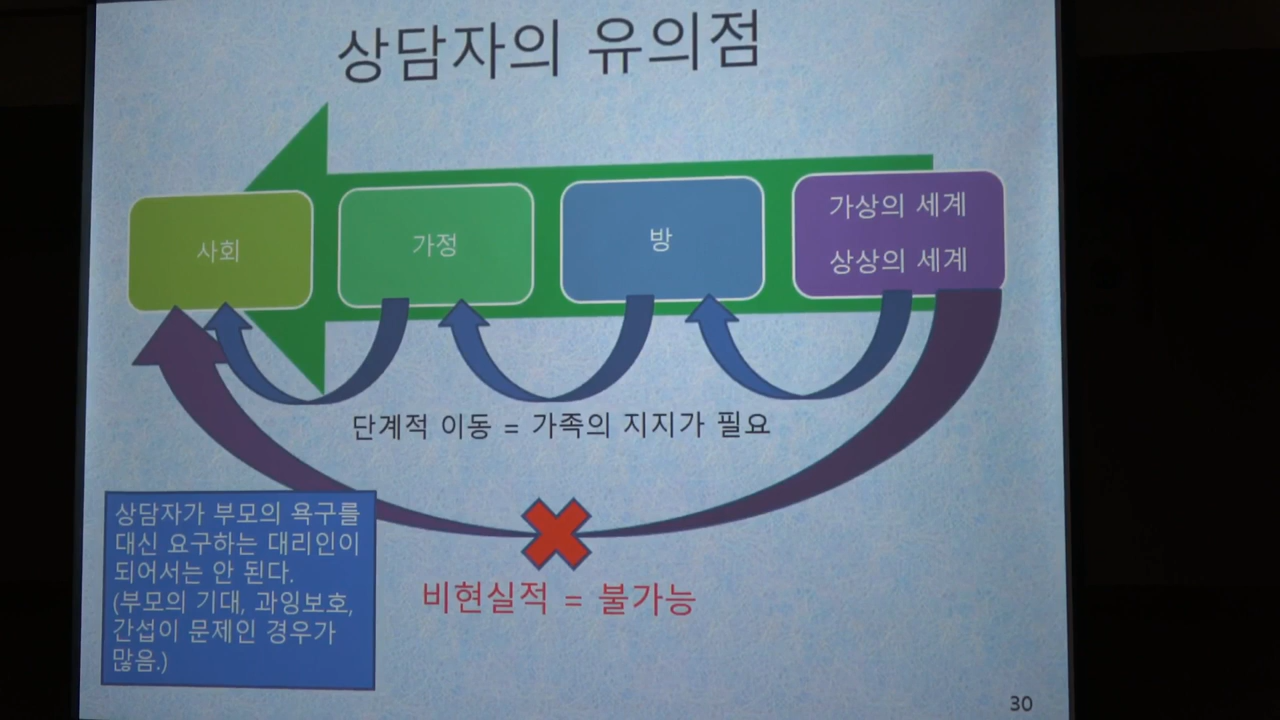 상담자의 유의점
사회
가정
방
가상의 세계
상상의 세계
단계적 이동 = 가족의 지지가 필요
상담자가 부모의 욕구를
대신 요구하는 대리인이
되어서는 안 된다.
(부모의 기대, 과잉보호,
간섭이 문제인 경우가
많음.)
비현실적 = 불가능
30